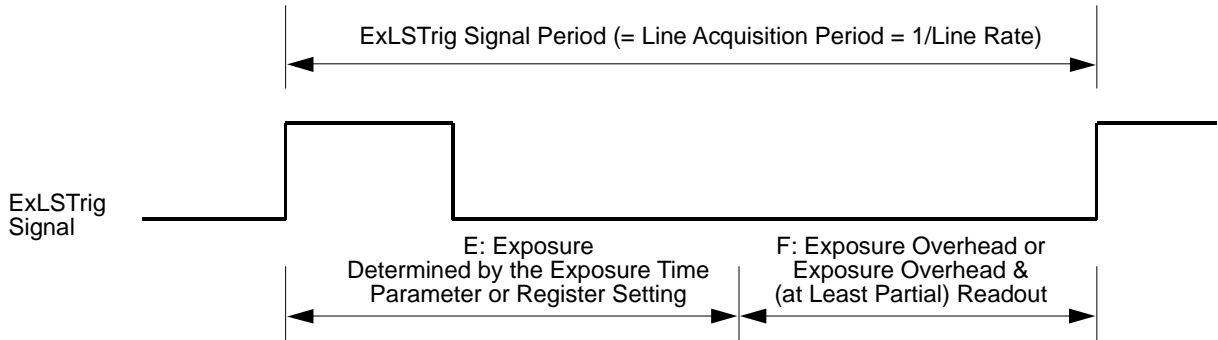 ExLSTrig Signal Period (= Line Acquisition Period = 1/Line Rate)
ExLSTrig
Signal
E: Exposure
Determined by the Exposure Time
Parameter or Register Setting
F: Exposure Overhead or
Exposure Overhead &
(at Least Partial) Readout